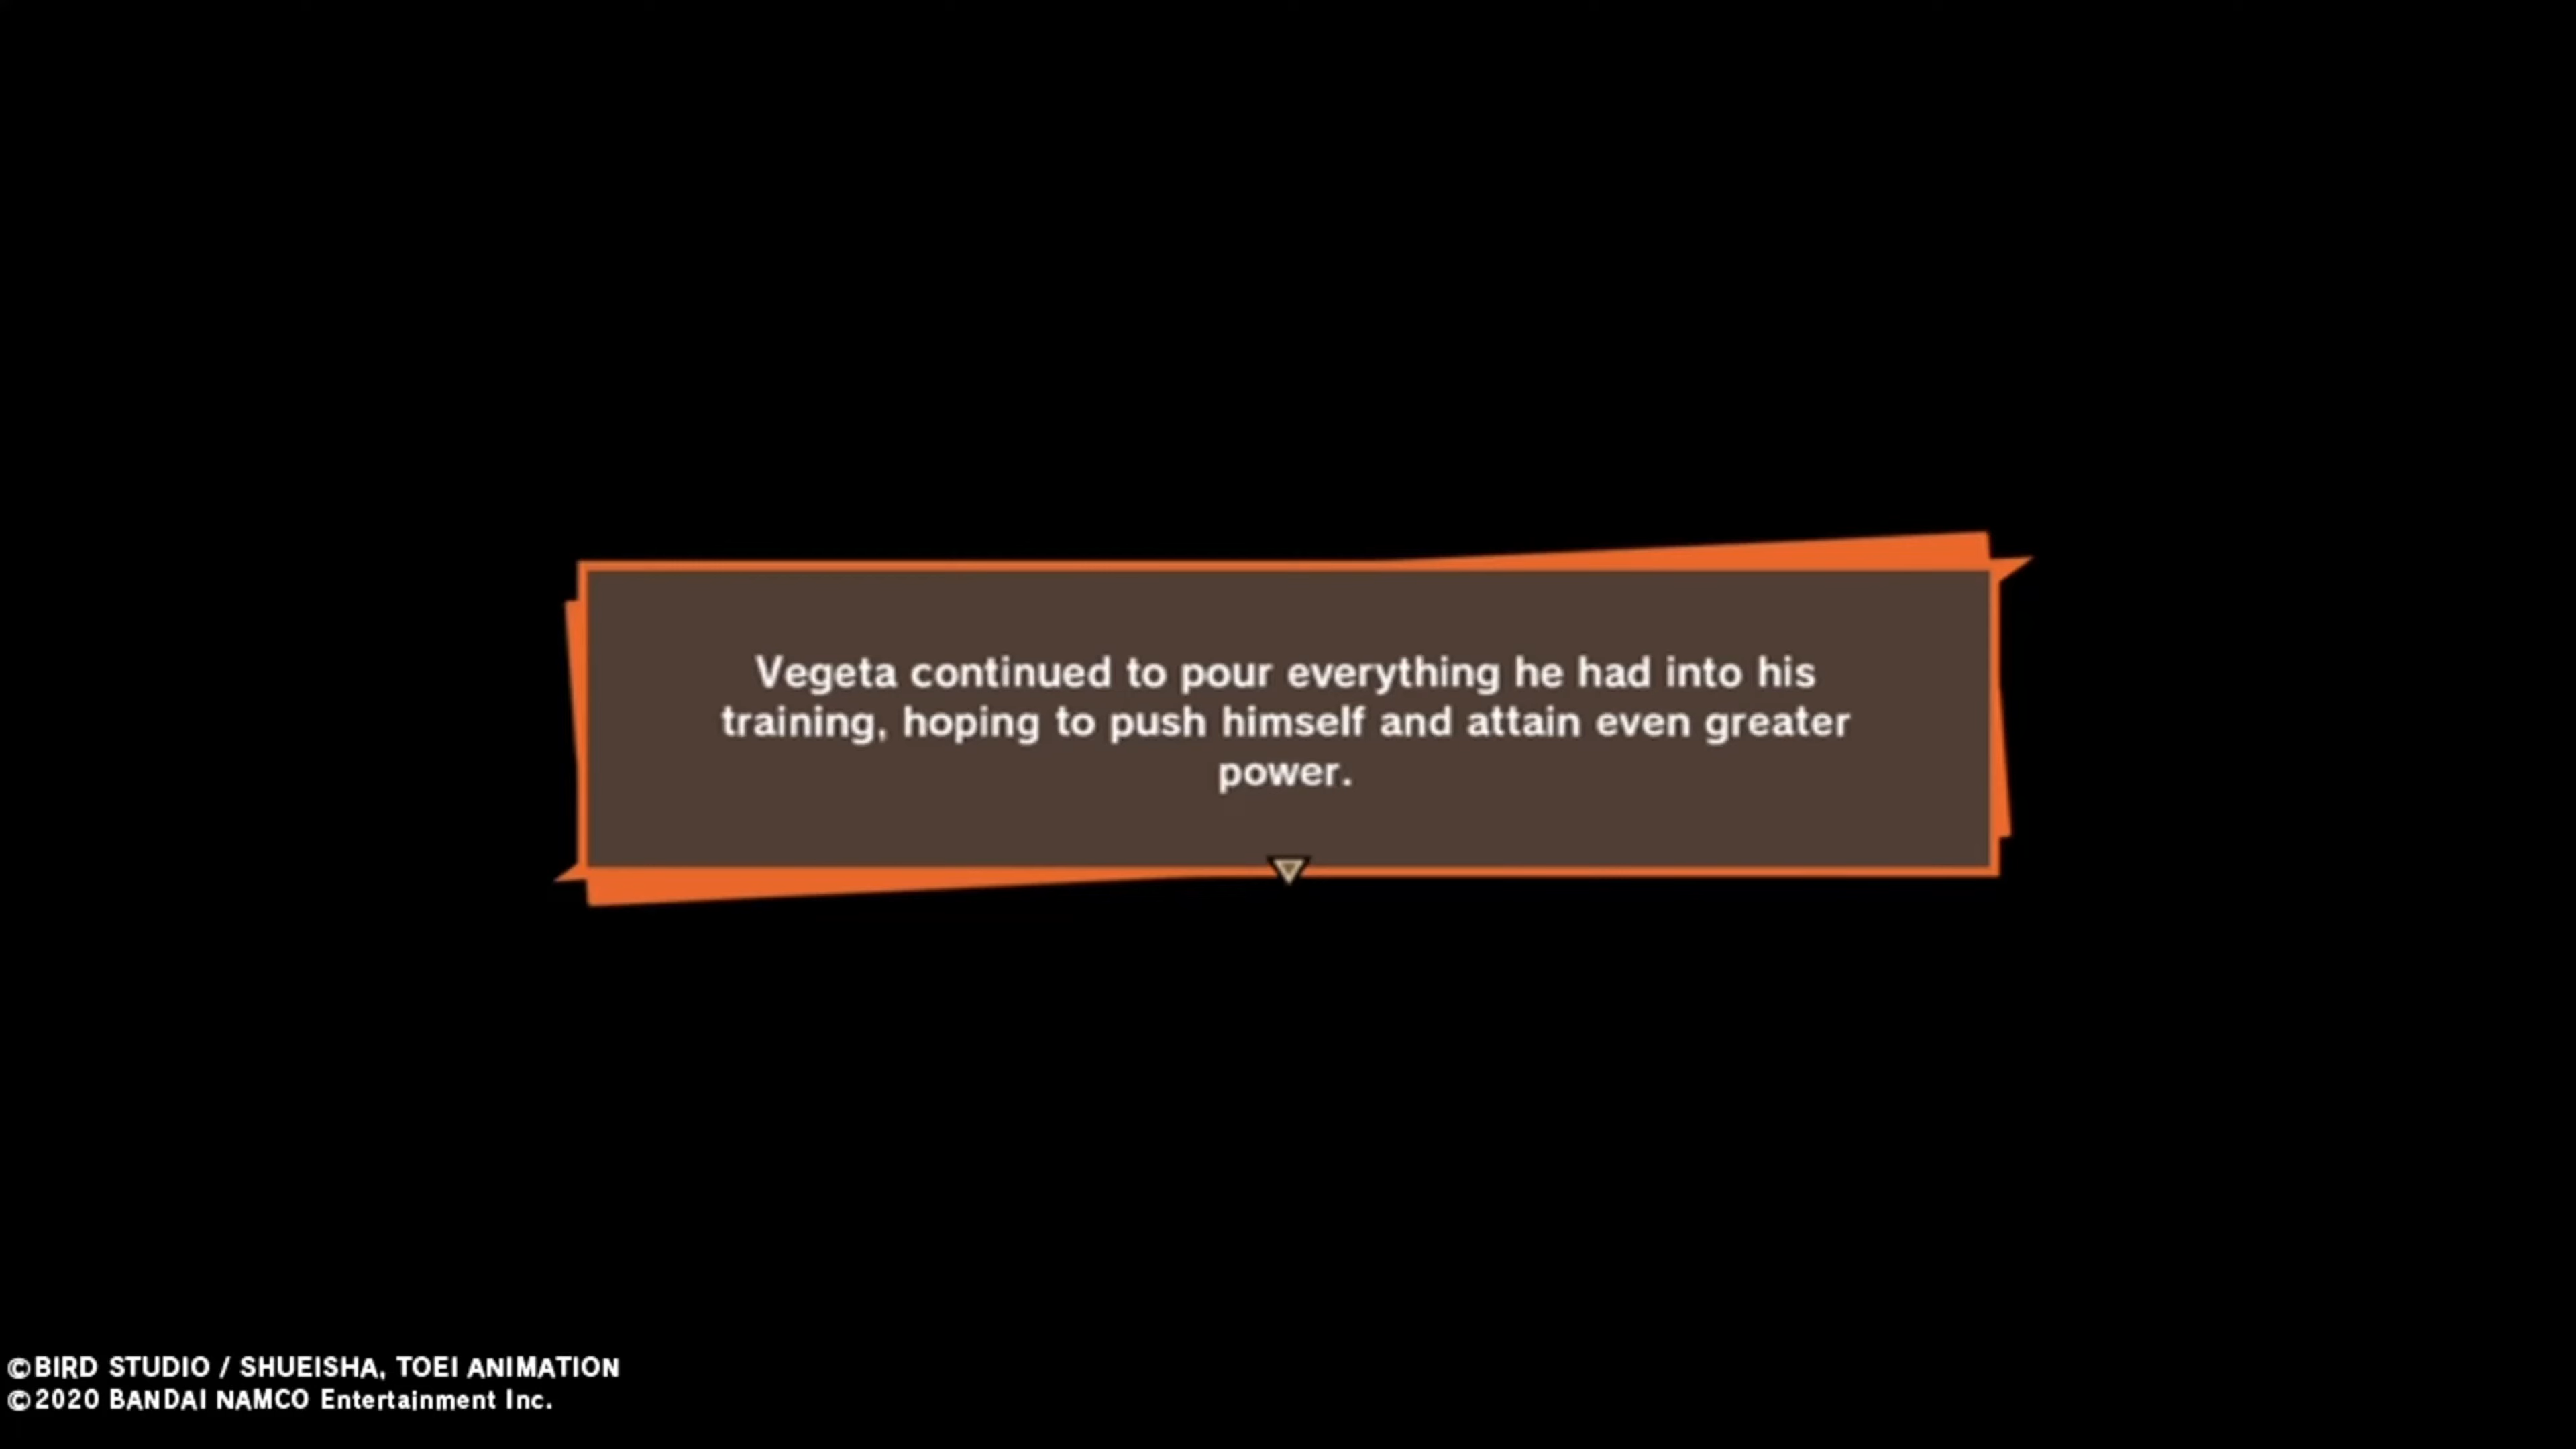 Vegeta continued to pour everything he had into his
training, hoping to push himself and attain even greater
power.
©BIRD STUDIO / SHUEISHA, TOEI ANIMATION
©2020 BANDAI NAMCO Entertainment Inc.